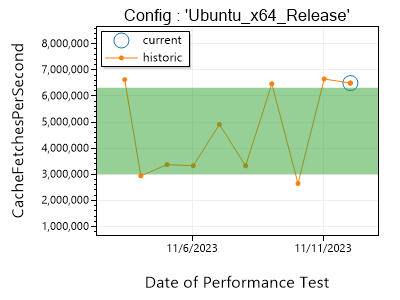 Config : 'Ubuntu_x64_Release'
current
historic
8,000,000
7,000,000
6,000,000
5,000,000
4,000,000
3,000,000
2,000,000
1,000,000
CacheFetchesPerSecond
11/6/2023
11/11/2023
Date of Performance Test